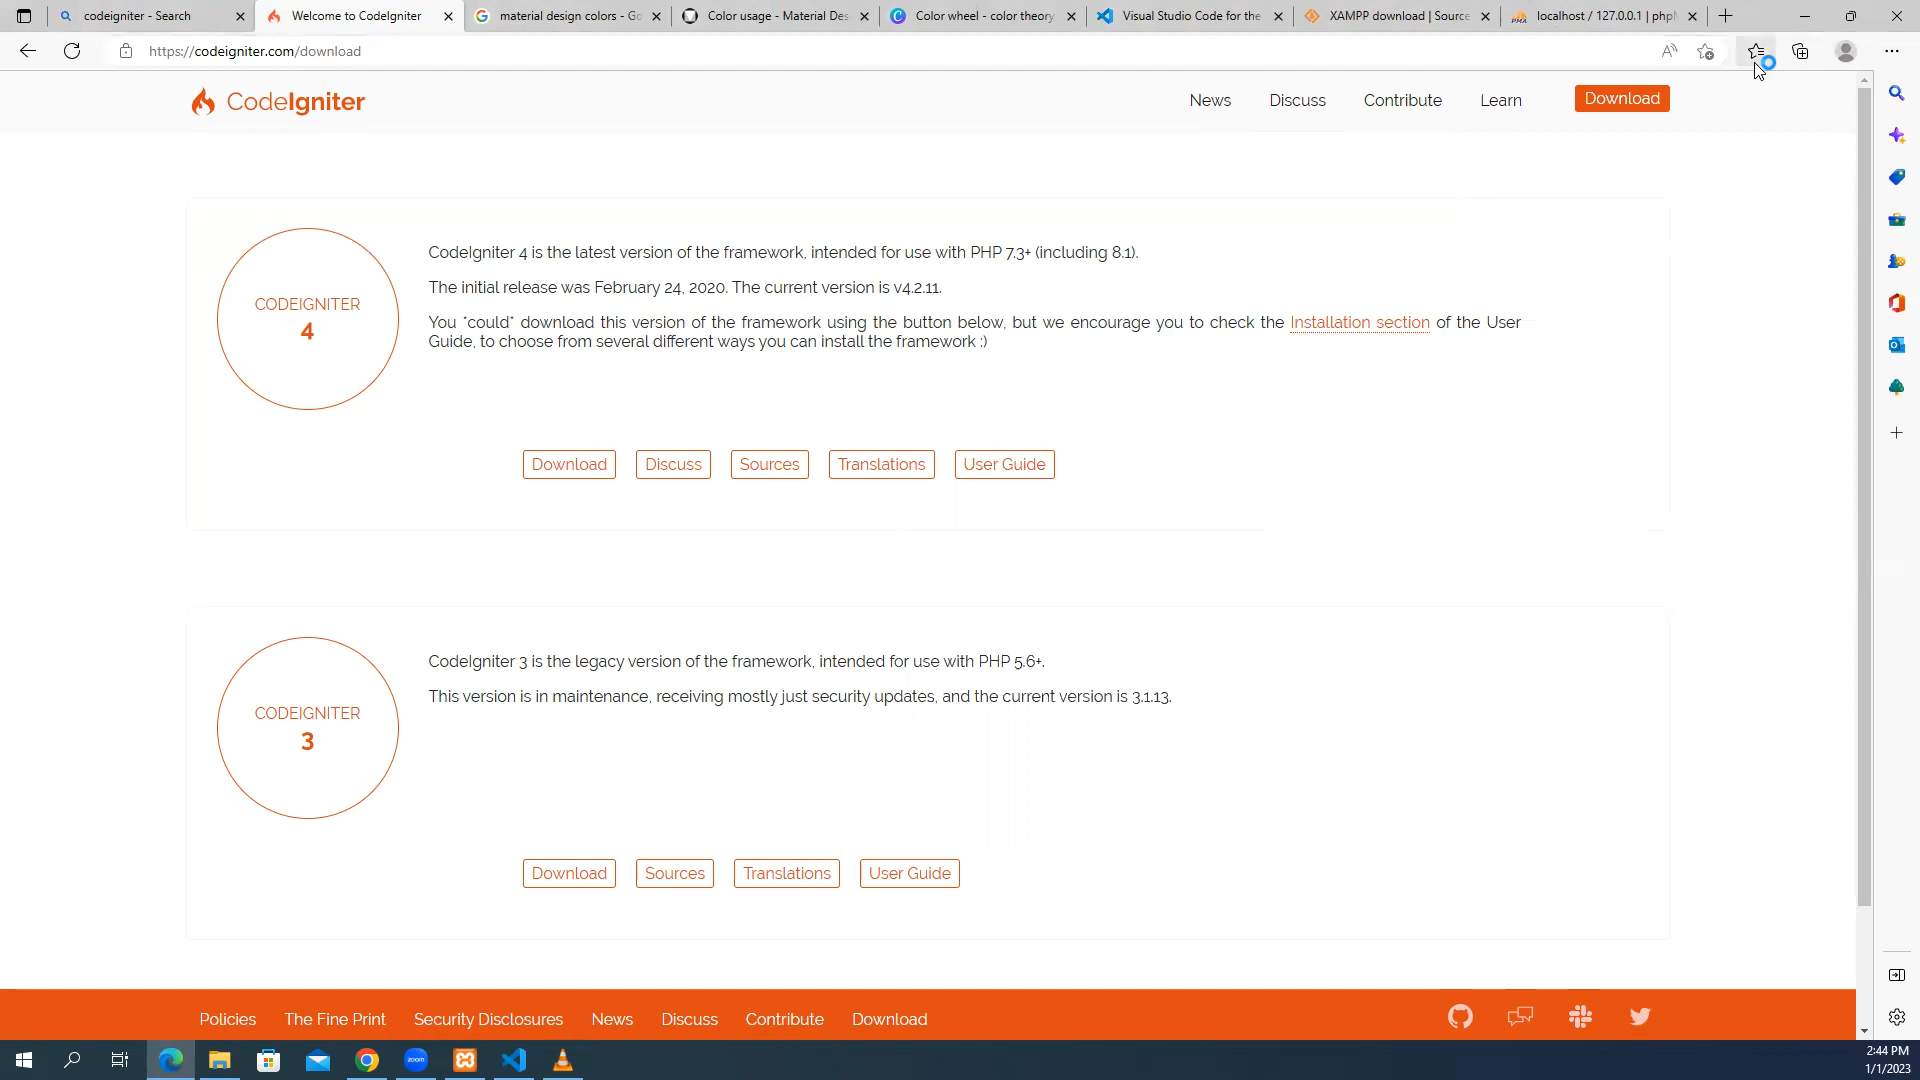 codeigniter - Search
Welcome to CodeIgniter
material design colors - Go
Color usage - Material Des
Color wheel - color theory
Visual Studio Code for the
XAMPP download | Source
localhost / 127.0.0.1 | php
https://codeigniter.com/download
CodeIgniter
News
Discuss
Contribute
Learn
Download
CODEIGNITER
4
CodeIgniter 4 is the latest version of the framework, intended for use with PHP 7.3+ (including 8.1).
The initial release was February 24, 2020. The current version is v4.2.11.
You *could* download this version of the framework using the button below, but we encourage you to check the Installation section of the User
Guide, to choose from several different ways you can install the framework :)
Download
Discuss
Sources
Translations
User Guide
CODEIGNITER
3
CodeIgniter 3 is the legacy version of the framework, intended for use with PHP 5.6+.
This version is in maintenance, receiving mostly just security updates, and the current version is 3.1.13.
Download
Sources
Translations
User Guide
Policies
The Fine Print
Security Disclosures
News
Discuss
Contribute
Download
zoom
2:44 PM
1/1/2023